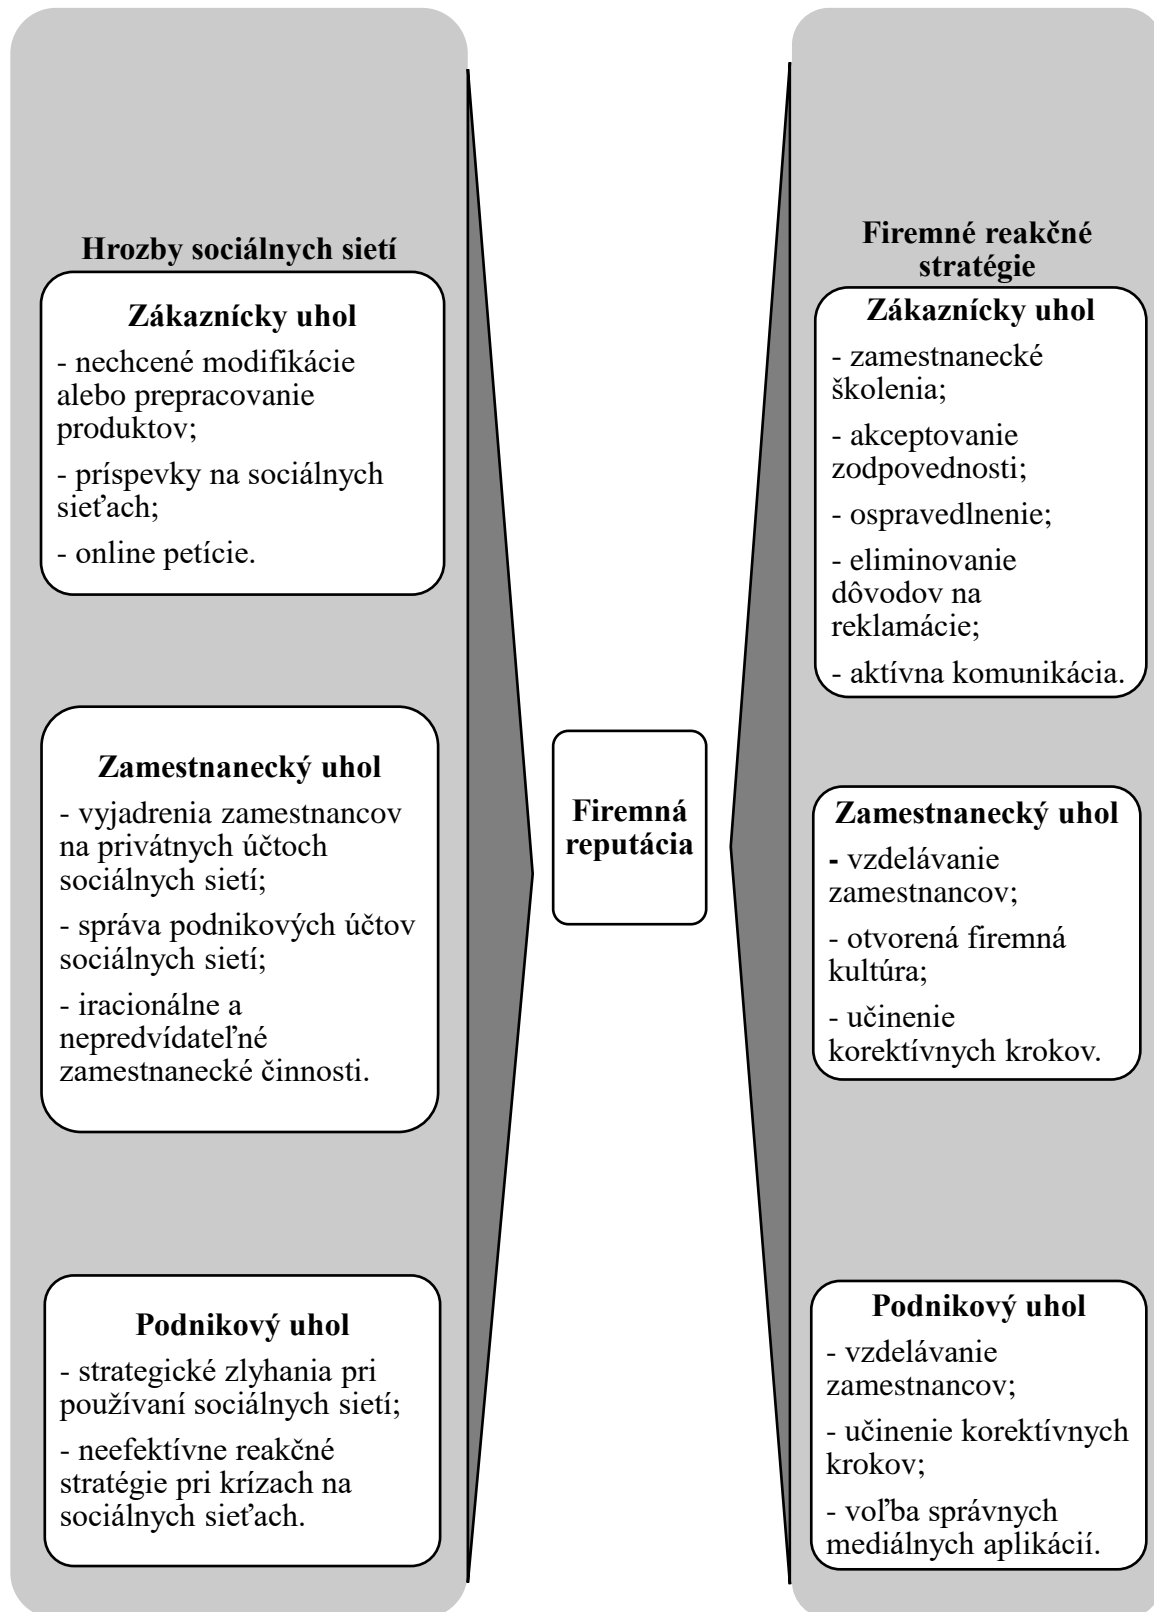 Hrozby sociálnych sietí
Zákaznícky uhol
- nechcené modifikácie
alebo prepracovanie
produktov;
- príspevky na sociálnych
sieťach;
- online petície.
Zamestnanecký uhol
- vyjadrenia zamestnancov
na privátnych účtoch
sociálnych sietí;
- správa podnikových účtov
sociálnych sietí;
- iracionálne a
nepredvídateľné
zamestnanecké činnosti.
Podnikový uhol
- strategické zlyhania pri
používaní sociálnych sietí;
- neefektívne reakčné
stratégie pri krízach na
sociálnych sieťach.
Firemná
reputácia
Firemné reakčné
stratégie
Zákaznícky uhol
- zamestnanecké
školenia;
- akceptovanie
zodpovednosti;
- ospravedlnenie;
- eliminovanie
dôvodov na
reklamácie;
- aktívna komunikácia.
Zamestnanecký uhol
- vzdelávanie
zamestnancov;
- otvorená firemná
kultúra;
- učinenie
korektívnych krokov.
Podnikový uhol
- vzdelávanie
zamestnancov;
- učinenie korektívnych
krokov;
- voľba správnych
mediálnych aplikácií.